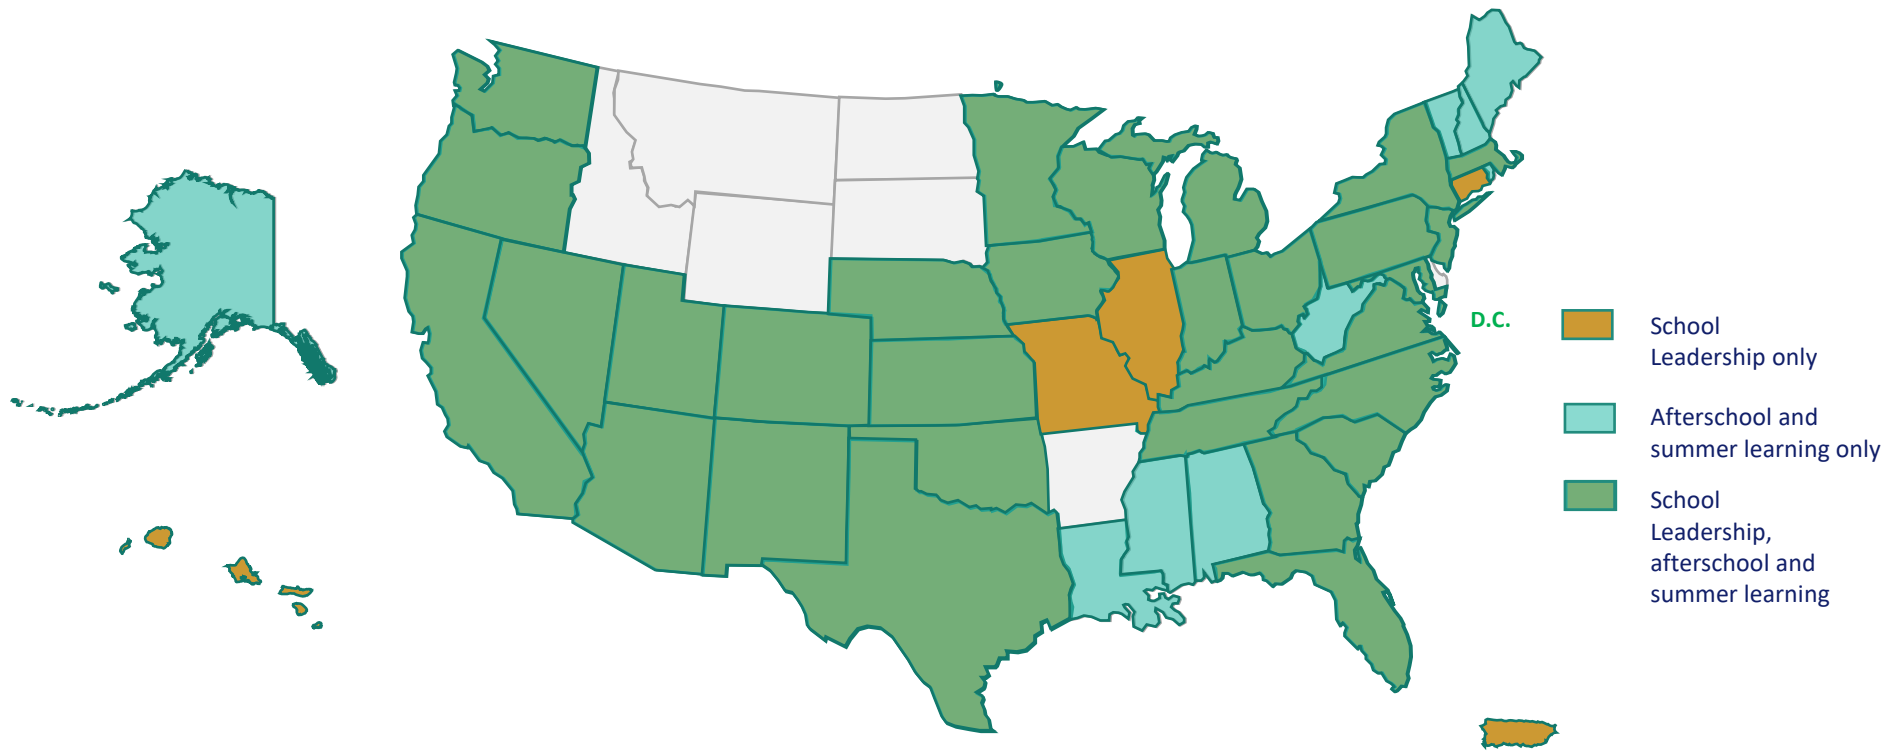 D.C.
School
Leadership only
Afterschool and
summer learning only
School
Leadership,
afterschool and
summer learning